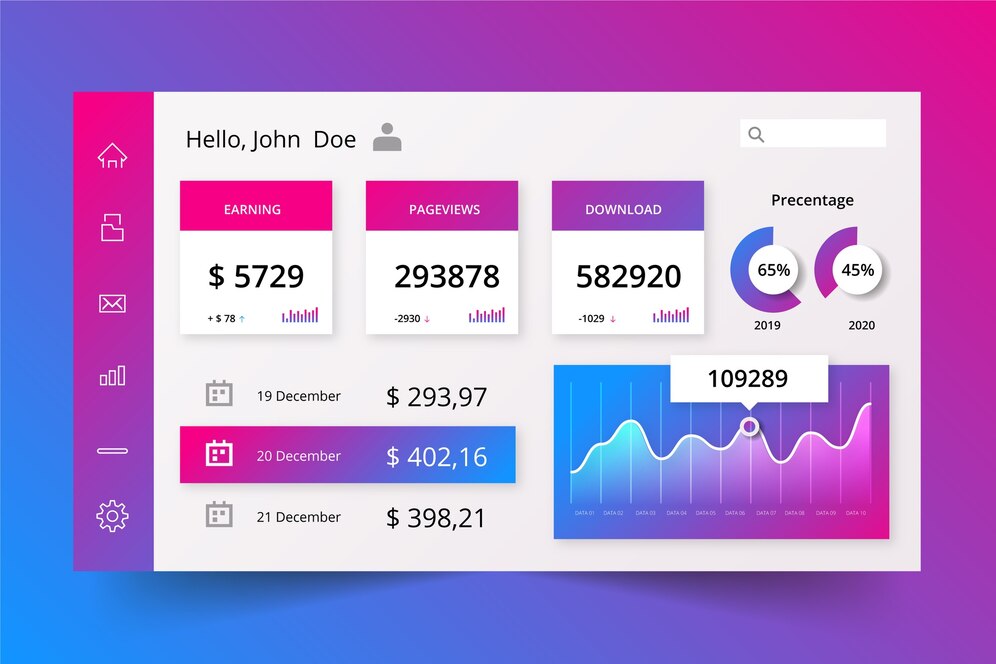 Hello, John Doe
EARNING
$ 5729
+ $ 78 ↑
PAGEVIEWS
293878
-2930 ↓
DOWNLOAD
582920
-1029 ↓
Precentage
65%
2019
45%
2020
19 December $ 293,97
20 December $ 402,16
21 December $ 398,21
109289
DATA 01 DATA 02 DATA 03 DATA 04 DATA 05 DATA 06 DATA 07 DATA 08 DATA 09 DATA 10